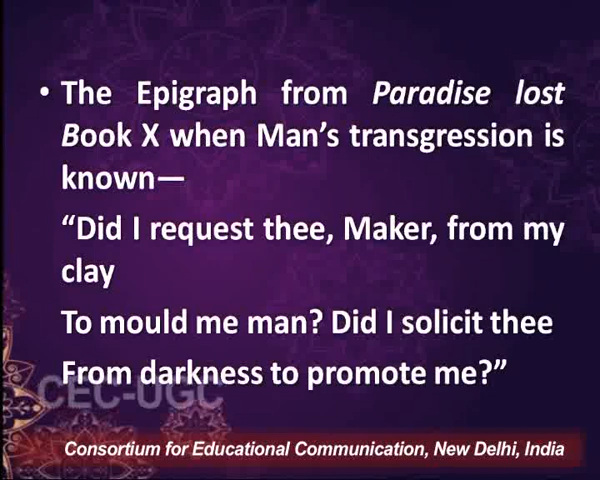 • The Epigraph from Paradise lost
Book X when Man's transgression is
known—
"Did I request thee, Maker, from my
clay
To mould me man? Did I solicit thee
From darkness to promote me?"
CEC-UGC
Consortium for Educational Communication, New Delhi, India